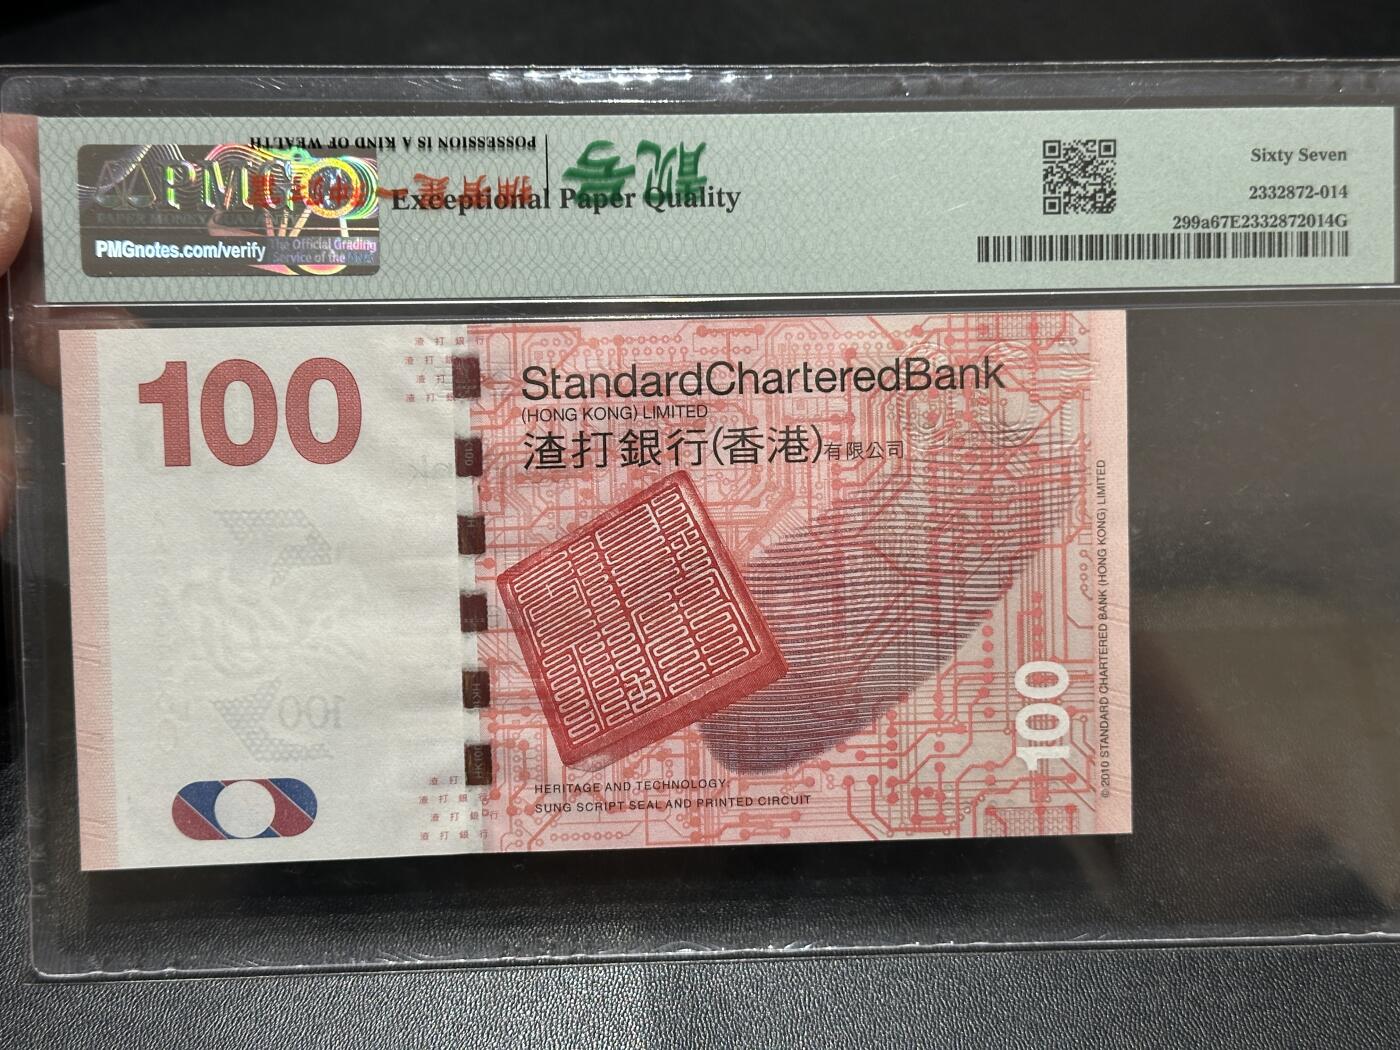 POSSESSION IS A KIND OF WEALTH
PMG
PAPER MONEY GUARANTY
PMGnotes.com/verify
The Official Grading
Service of the ANA
Exceptional Paper Quality
Sixty Seven
2332872-014
299a67E2332872014G
100
渣打銀行
渣打銀行
渣打銀行
渣打銀行
StandardCharteredBank
(HONG KONG) LIMITED
渣打銀行(香港)有限公司
100
HERITAGE AND TECHNOLOGY:
SUNG SCRIPT SEAL AND PRINTED CIRCUIT
渣打銀行
渣打銀行
渣打銀行
渣打銀行
100
© 2010 STANDARD CHARTERED BANK (HONG KONG) LIMITED